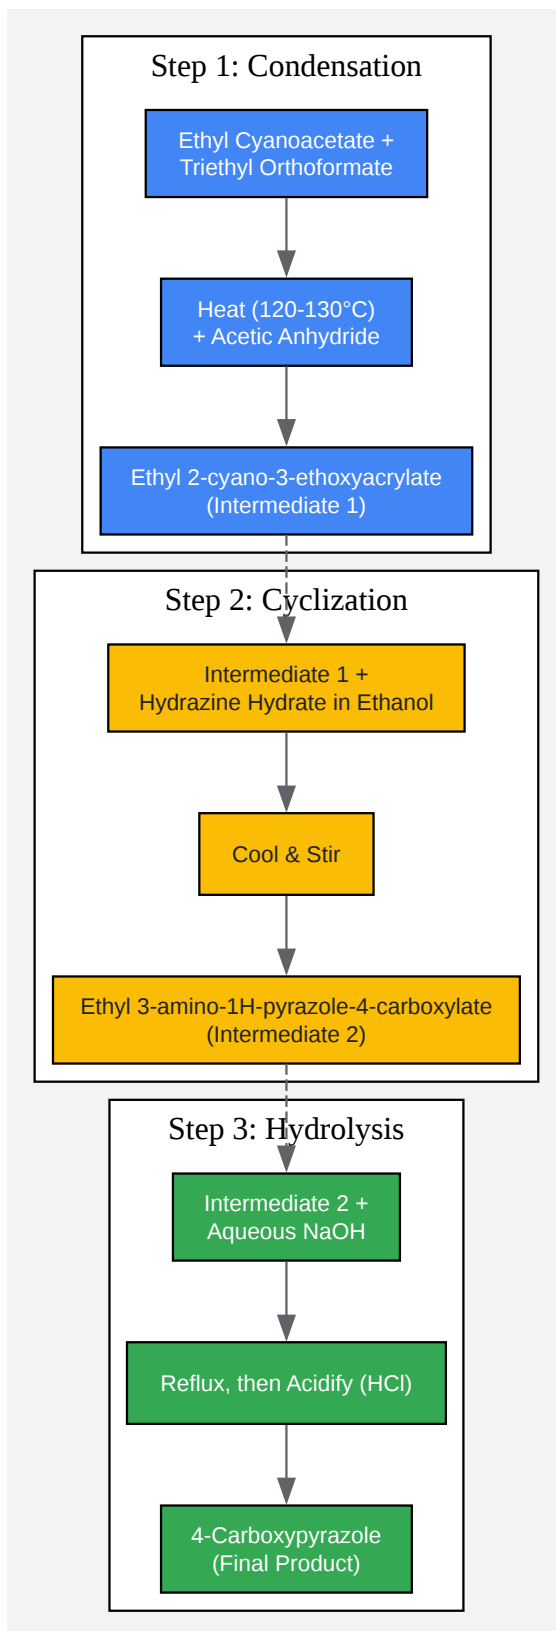 Step 1: Condensation
Ethyl Cyanoacetate +
Triethyl Orthoformate
Heat (120-130°C)
+ Acetic Anhydride
Ethyl 2-cyano-3-ethoxyacrylate
(Intermediate 1)
Step 2: Cyclization
Intermediate 1 +
Hydrazine Hydrate in Ethanol
Cool & Stir
Ethyl 3-amino-1H-pyrazole-4-carboxylate
(Intermediate 2)
Step 3: Hydrolysis
Intermediate 2 +
Aqueous NaOH
Reflux, then Acidify (HCl)
4-Carboxypyrazole
(Final Product)